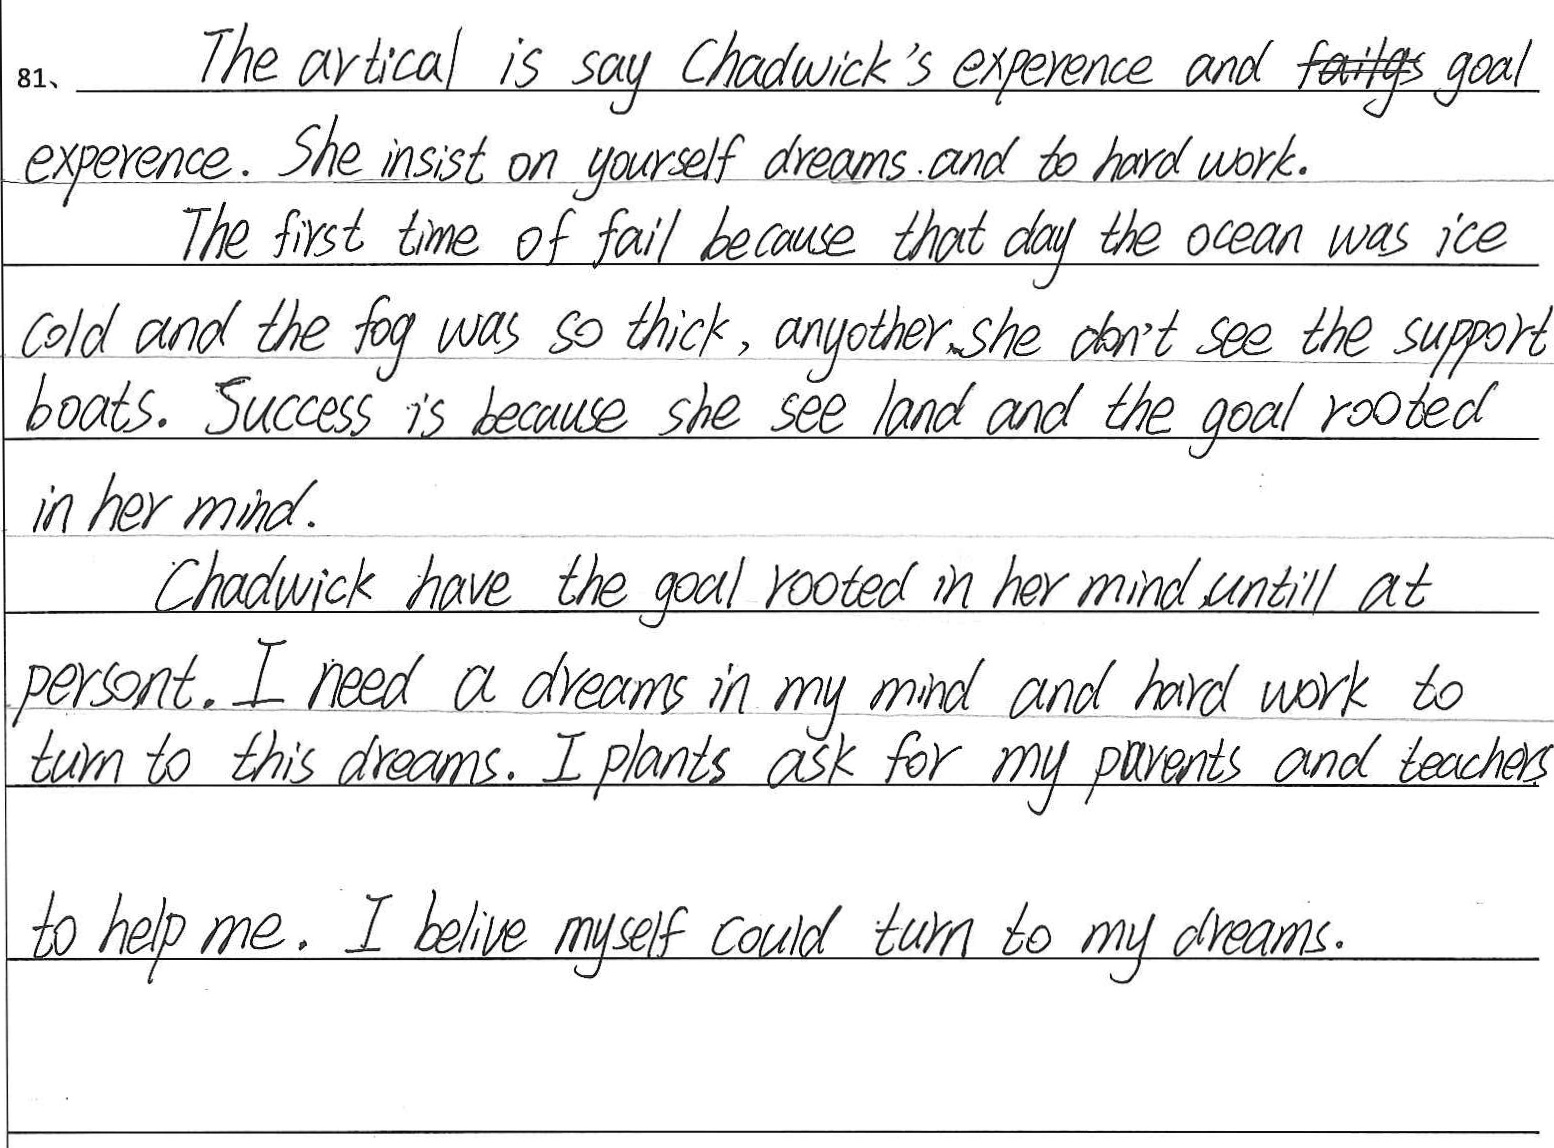 81、 The artical is say Chadwick's experence and goal
experence. She insist on yourself dreams.and to hard work.
The first time of fail because that day the ocean was ice
cold and the fog was so thick, anyother, she don't see the support
boats. Success is because she see land and the goal rooted
in her mind.
Chadwick have the goal rooted in her mind,untill at
persont. I need a dreams in my mind and hard work to
turn to this dreams. I plants ask for my parents and teachers
to help me. I belive myself could turn to my dreams.